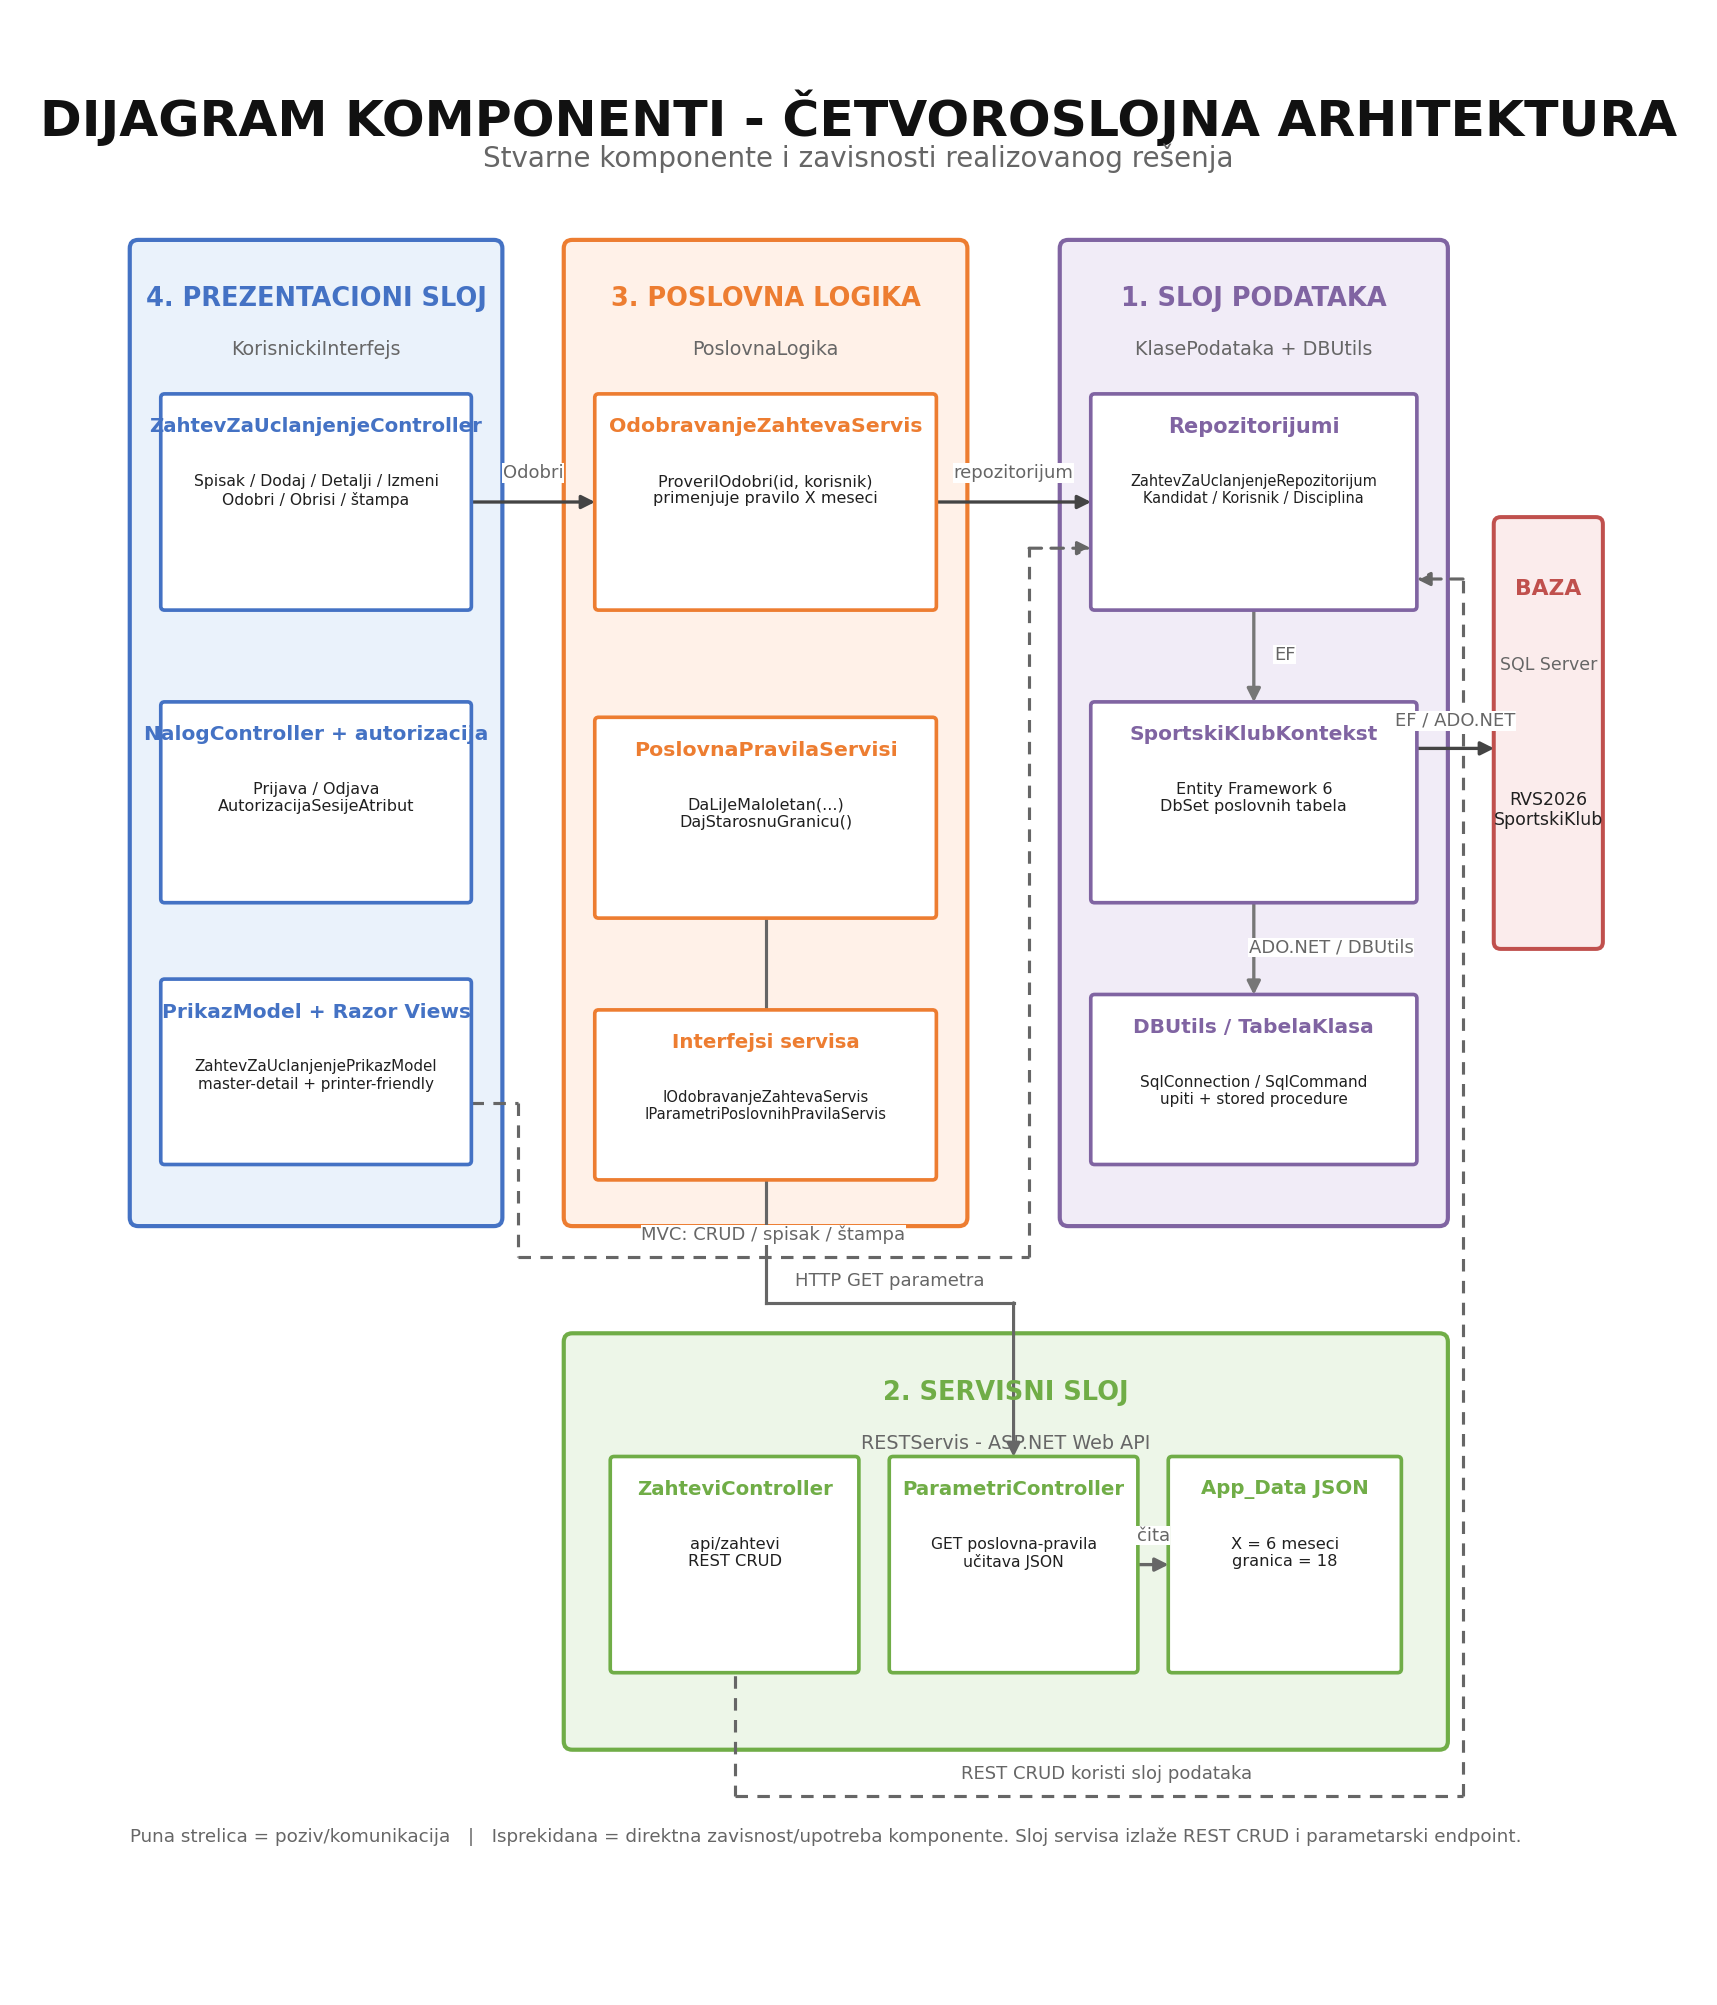 DIJAGRAM KOMPONENTI - ČETVOROSLOJNA ARHITEKTURA
Stvarne komponente i zavisnosti realizovanog rešenja
4. PREZENTACIONI SLOJ
KorisnickiInterfejs
ZahtevZaUclanjenjeController
Spisak / Dodaj / Detalji / Izmeni
Odobri / Obrisi / štampa
NalogController + autorizacija
Prijava / Odjava
AutorizacijaSesijeAtribut
PrikazModel + Razor Views
ZahtevZaUclanjenjePrikazModel
master-detail + printer-friendly
Odobri
3. POSLOVNA LOGIKA
PoslovnaLogika
OdobravanjeZahtevaServis
ProveriIOdobri(id, korisnik)
primenjuje pravilo X meseci
PoslovnaPravilaServisi
DaLiJeMaloletan(...)
DajStarosnuGranicu()
Interfejsi servisa
IOdobravanjeZahtevaServis
IParametriPoslovnihPravilaServis
repozitorijum
1. SLOJ PODATAKA
KlasePodataka + DBUtils
Repozitorijumi
ZahtevZaUclanjenjeRepozitorijum
Kandidat / Korisnik / Disciplina
EF
SportskiKlubKontekst
Entity Framework 6
DbSet poslovnih tabela
ADO.NET / DBUtils
DBUtils / TabelaKlasa
SqlConnection / SqlCommand
upiti + stored procedure
EF / ADO.NET
BAZA
SQL Server
RVS2026
SportskiKlub
MVC: CRUD / spisak / štampa
HTTP GET parametra
2. SERVISNI SLOJ
RESTServis - ASP.NET Web API
ZahteviController
api/zahtevi
REST CRUD
ParametriController
GET poslovna-pravila
učitava JSON
čita
App_Data JSON
X = 6 meseci
granica = 18
REST CRUD koristi sloj podataka
Puna strelica = poziv/komunikacija   |   Isprekidana = direktna zavisnost/upotreba komponente. Sloj servisa izlaže REST CRUD i parametarski endpoint.